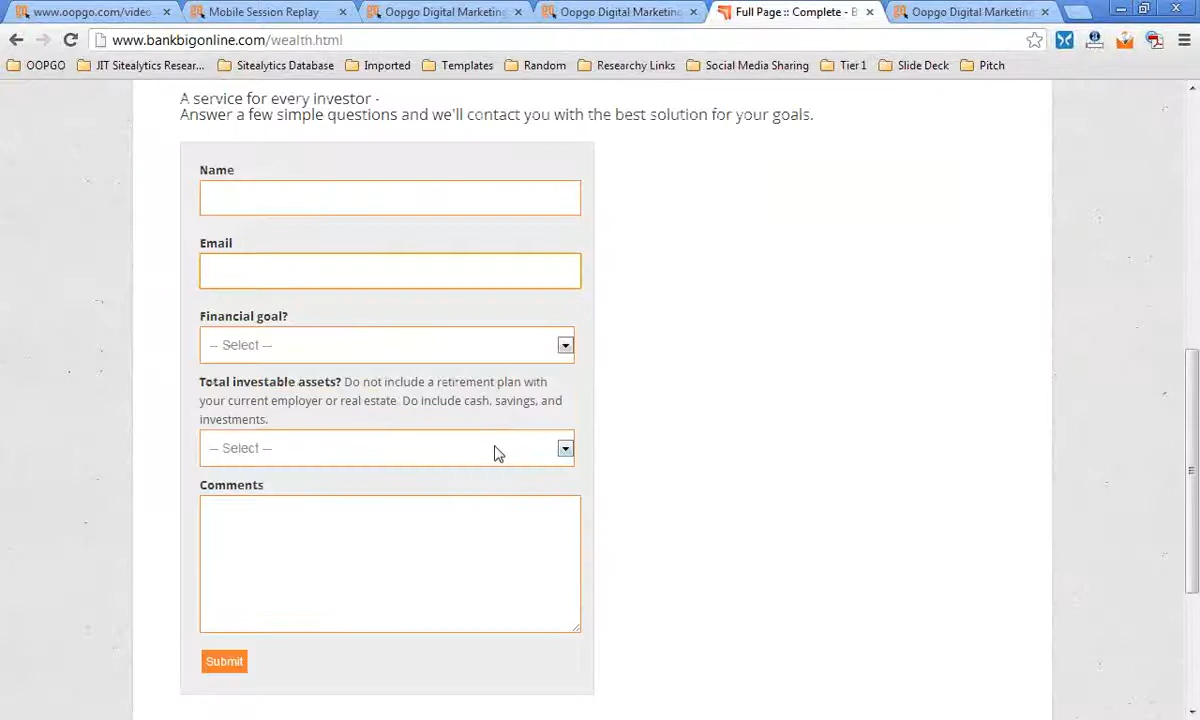 www.oopgo.com/video
Mobile Session Replay
Oopgo Digital Marketing
Oopgo Digital Marketing
Full Page :: Complete - B
Oopgo Digital Marketing
www.bankbigonline.com/wealth.html
OOPGO
JIT Sitealytics Resear...
Sitealytics Database
Imported
Templates
Random
Researchy Links
Social Media Sharing
Tier1
Slide Deck
Pitch
A service for every investor -
Answer a few simple questions and we'll contact you with the best solution for your goals.
Name
Email
Financial goal?
-- Select --
Total investable assets? Do not include a retirement plan with
your current employer or real estate. Do include cash, savings, and
investments.
-- Select --
Comments
Submit